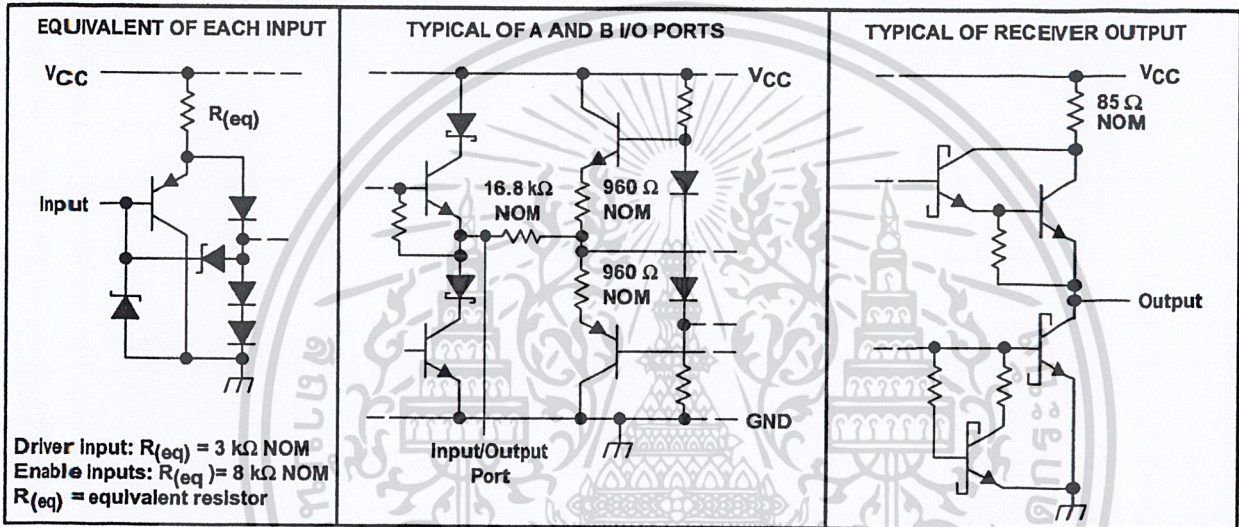 EQUIVALENT OF EACH INPUT
VCC
R(eq)
Input
Driver input: R(eq) = 3 kΩ NOM
Enable inputs: R(eq) = 8 kΩ NOM
R(eq) = equivalent resistor
TYPICAL OF A AND B I/O PORTS
VCC
16.8 kΩ
NOM
960 Ω
NOM
960 Ω
NOM
GND
Input/Output
Port
TYPICAL OF RECEIVER OUTPUT
VCC
85 Ω
NOM
Output